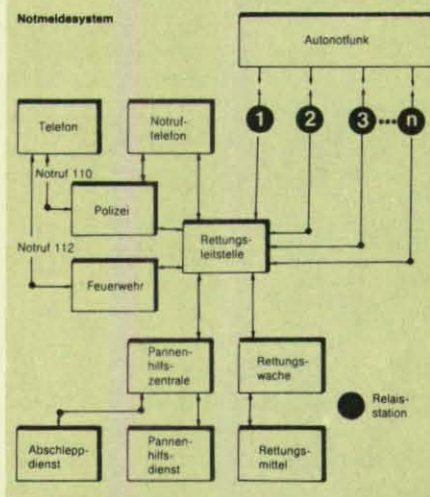 Notmeldesystem
Autonotfunk
Telefon
Notruf-
telefon
1
2
3
n
Notruf 110
Polizei
Notruf 112
Rettungs-
leitstelle
Feuerwehr
Pannen-
hilfs-
zentrale
Rettungs-
wache
Relais-
station
Abschlepp-
dienst
Pannen-
hilfs-
dienst
Rettungs-
mittel